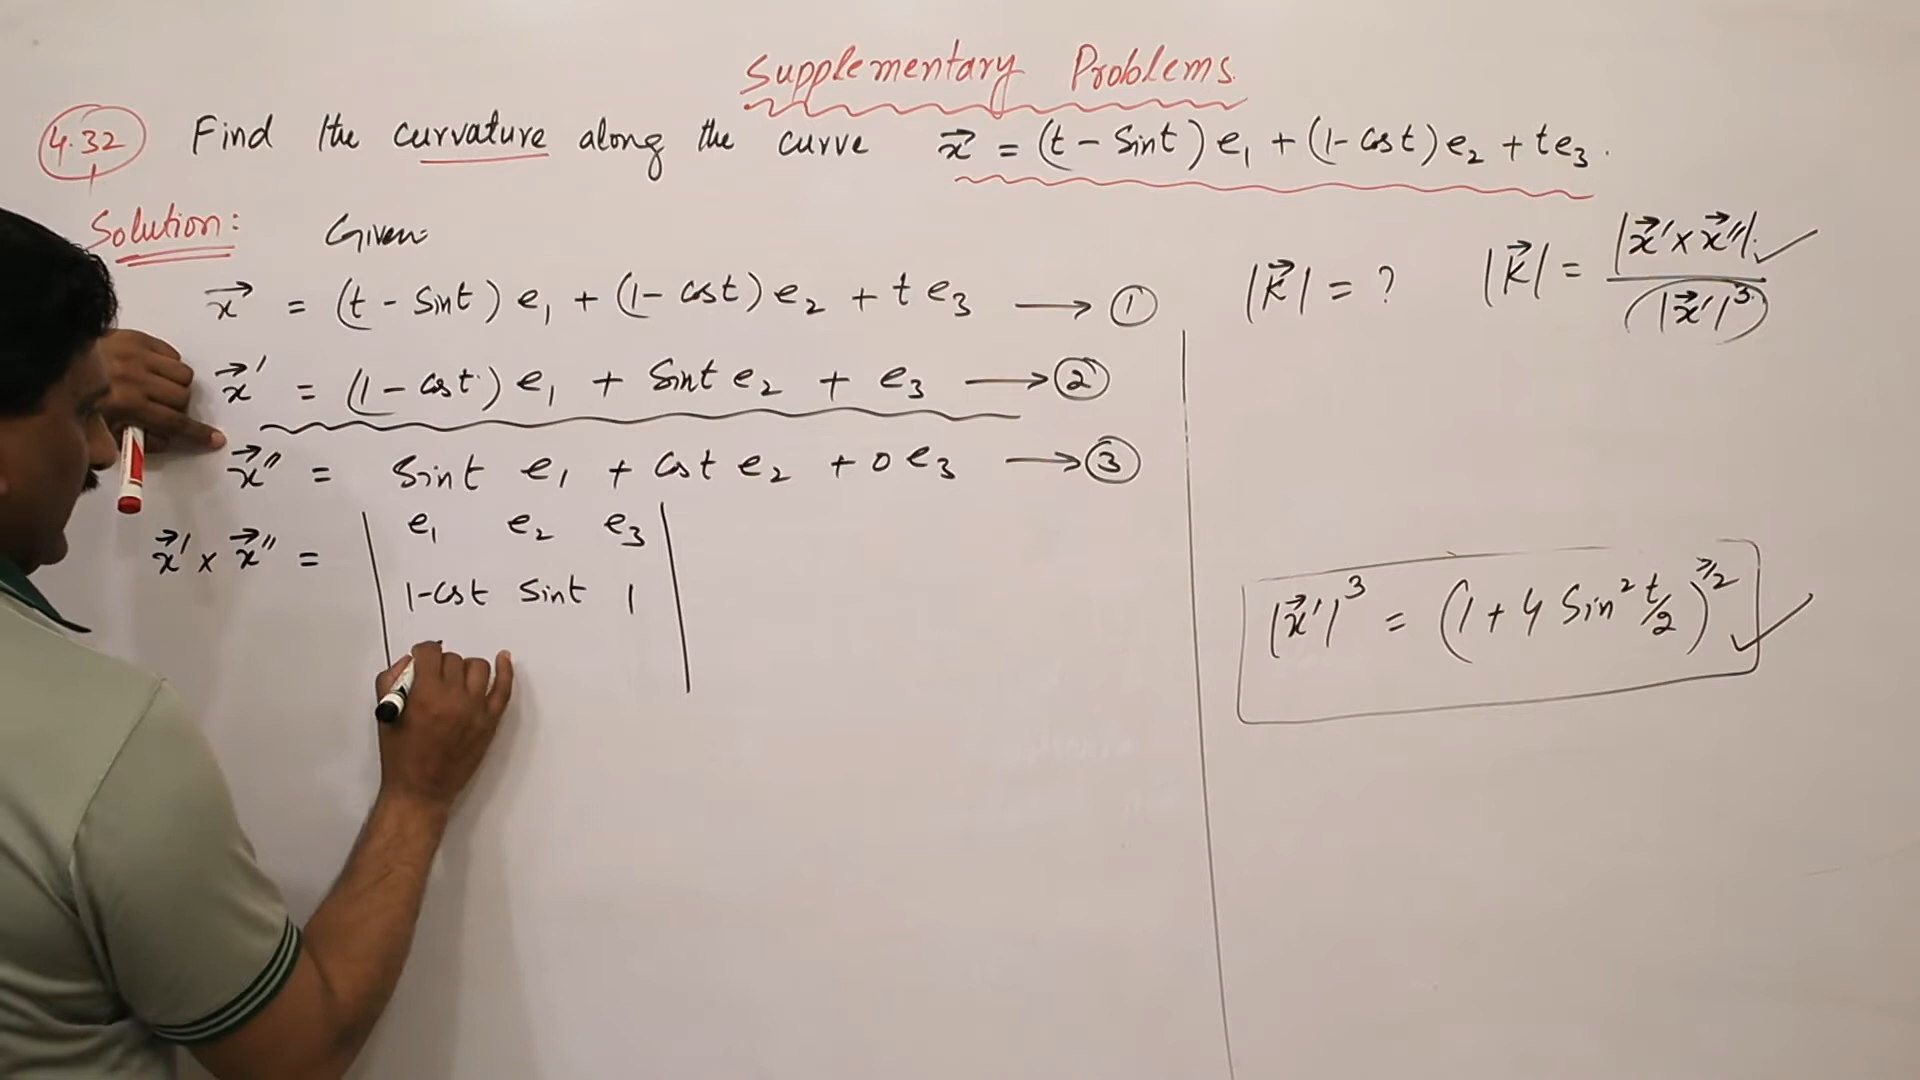 Supplementary Problems
4.32 Find the curvature along the curve x⃗ = (t - Sint) e₁ + (1 - Cost) e₂ + t e₃ .
Solution: Given
x⃗ = (t - Sint) e₁ + (1 - Cost) e₂ + t e₃ ⟶ ①
|K⃗| = ? |K⃗| = |x⃗′ × x⃗″| / |x⃗′|³ ✓
x⃗′ = (1 - Cost) e₁ + Sint e₂ + e₃ ⟶ ②
x⃗″ = Sint e₁ + Cost e₂ + 0 e₃ ⟶ ③
x⃗′ × x⃗″ = | e₁ e₂ e₃
1-Cost Sint 1 |
|x⃗′|³ = (1 + 4 Sin² t/2)^3/2 ✓